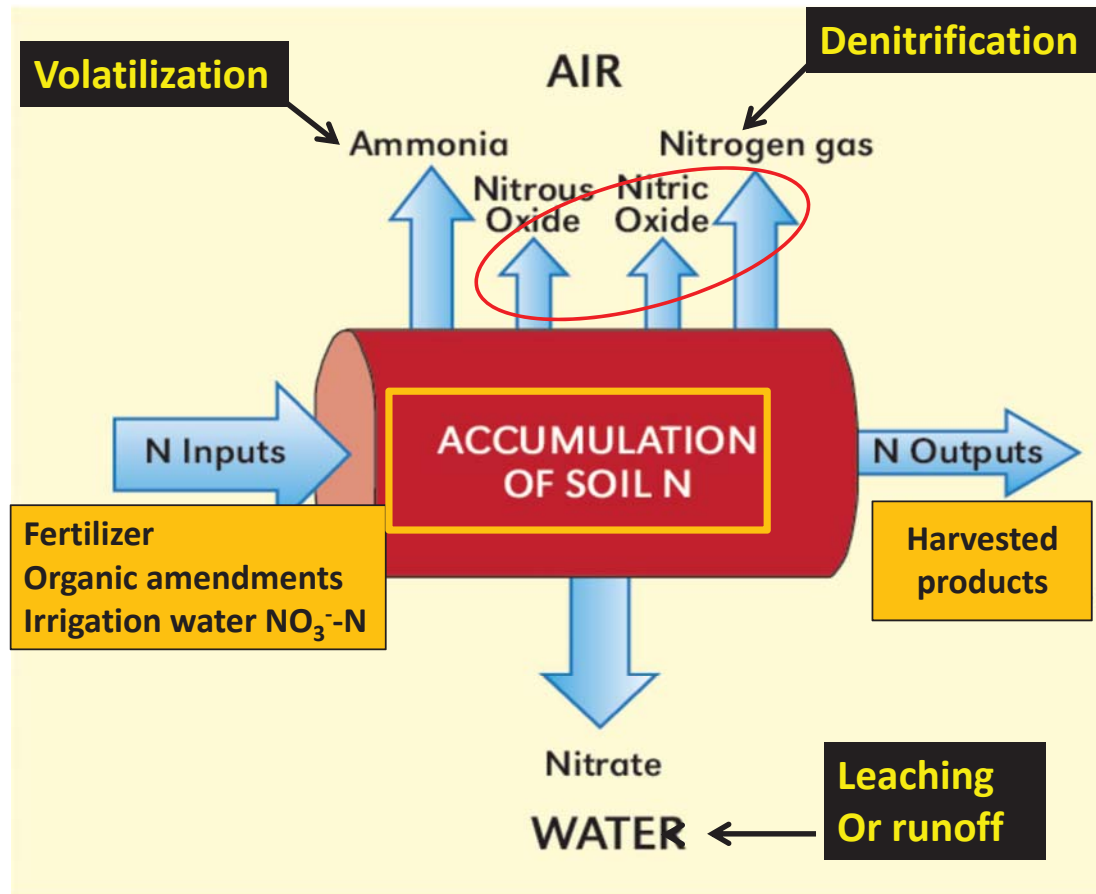 Volatilization
Denitrification
AIR
Ammonia
Nitrogen gas
Nitrous
Oxide
Nitric
Oxide
N Inputs
ACCUMULATION
OF SOIL N
N Outputs
Fertilizer
Organic amendments
Irrigation water NO₃⁻-N
Harvested
products
Nitrate
WATER
Leaching
Or runoff